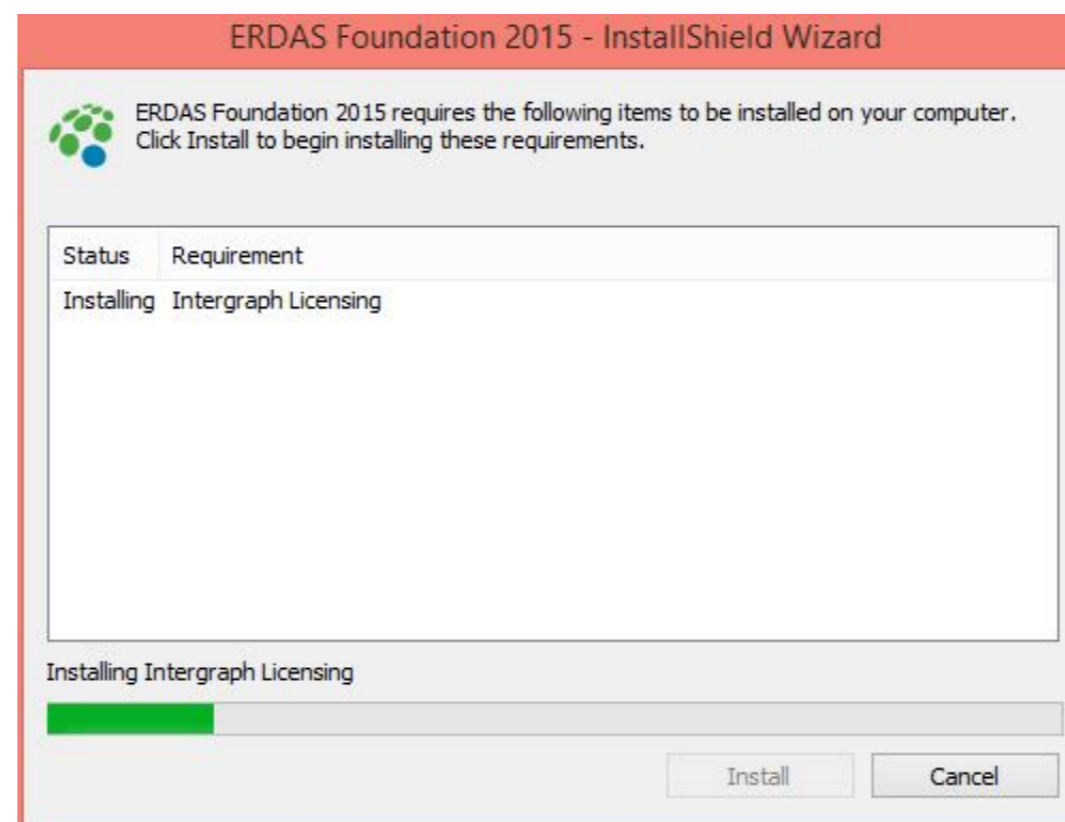 ERDAS Foundation 2015 - InstallShield Wizard
ERDAS Foundation 2015 requires the following items to be installed on your computer.
Click Install to begin installing these requirements.
Status Requirement
Installing Intergraph Licensing
Installing Intergraph Licensing
Install Cancel